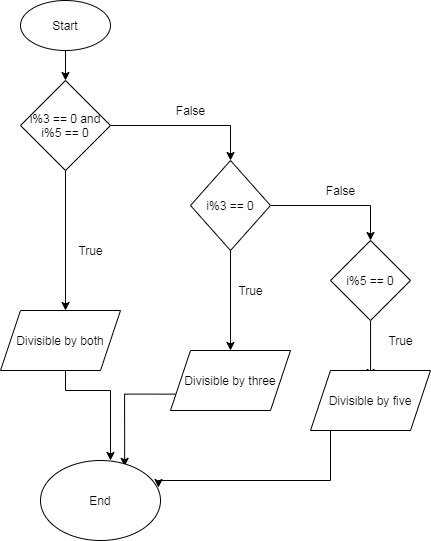 Start
i%3 == 0 and
i%5 == 0
False
i%3 == 0
False
True
i%5 == 0
True
True
Divisible by both
Divisible by three
Divisible by five
End